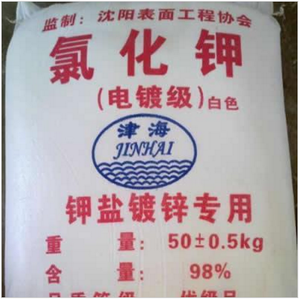 监制：沈阳表面工程协会
氯化钾
(电镀级)白色
津海
JINHAI
钾盐镀锌专用
重量：50±0.5kg
含量：98%